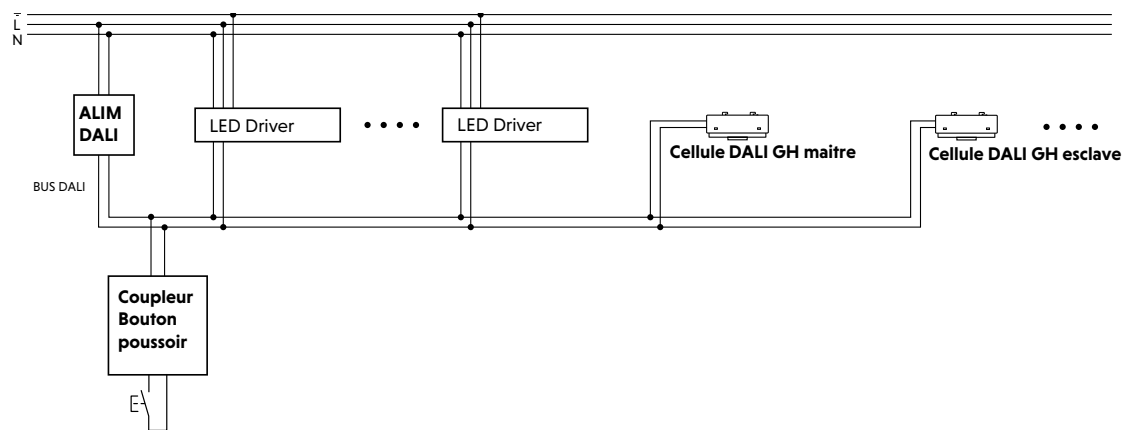 L
N
ALIM
DALI
LED Driver
LED Driver
Cellule DALI GH maitre
Cellule DALI GH esclave
BUS DALI
Coupleur
Bouton
poussoir